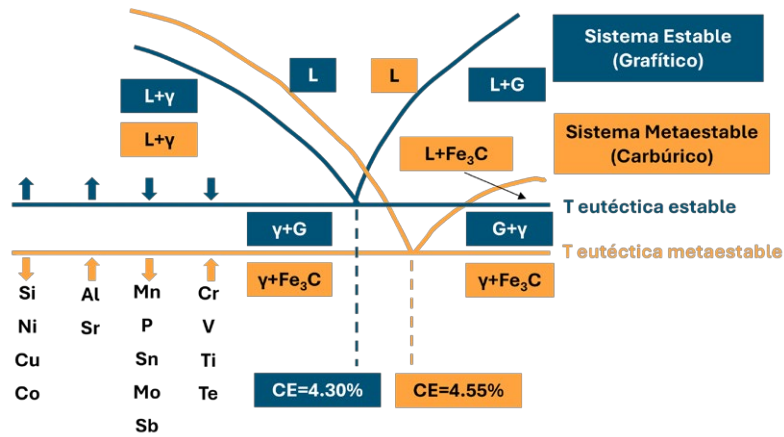 Sistema Estable
(Grafítico)
L
L
L+G
L+γ
L+γ
Sistema Metaestable
(Carbúrico)
L+Fe₃C
T eutéctica estable
γ+G
G+γ
T eutéctica metaestable
γ+Fe₃C
γ+Fe₃C
Si Al Mn Cr
Ni Sr P V
Cu Sn Ti
Co Mo Te
Sb
CE=4.30%
CE=4.55%